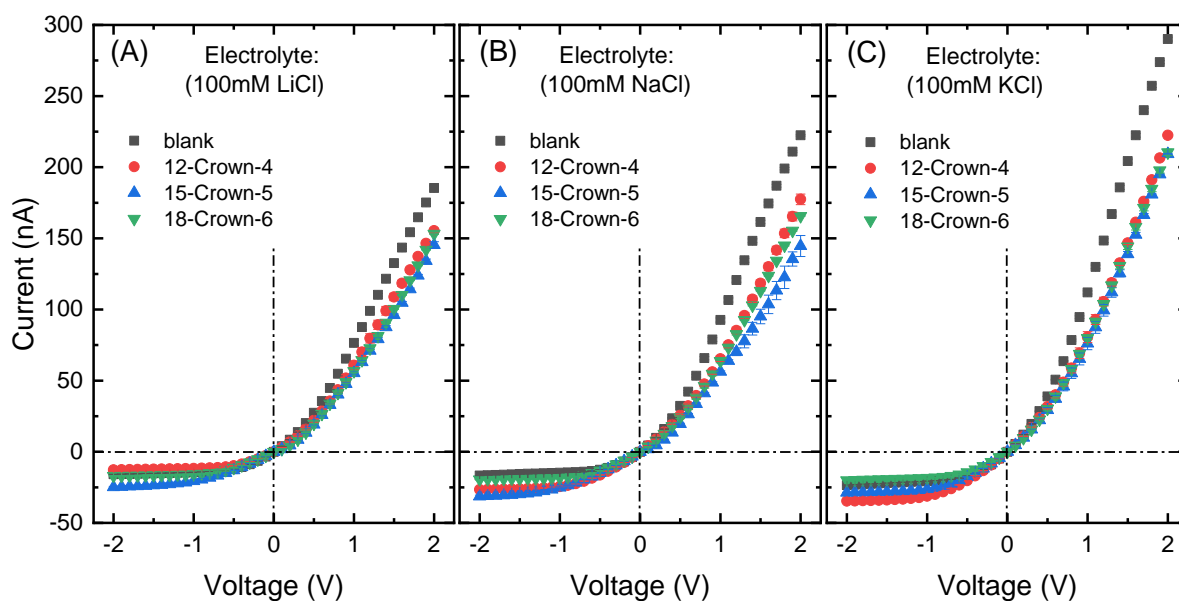 Current (nA)
300
250
200
150
100
50
0
-50
(A)
Electrolyte:
(100mM LiCl)
blank
12-Crown-4
15-Crown-5
18-Crown-6
-2 -1 0 1 2
Voltage (V)
(B)
Electrolyte:
(100mM NaCl)
blank
12-Crown-4
15-Crown-5
18-Crown-6
-2 -1 0 1 2
Voltage (V)
(C)
Electrolyte:
(100mM KCl)
blank
12-Crown-4
15-Crown-5
18-Crown-6
-2 -1 0 1 2
Voltage (V)